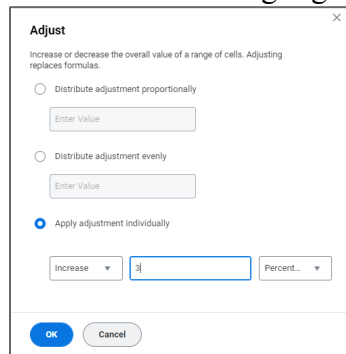 Adjust
Increase or decrease the overall value of a range of cells. Adjusting
replaces formulas.
Distribute adjustment proportionally
Enter Value
Distribute adjustment evenly
Enter Value
Apply adjustment individually
Increase 3 Percent...
OK Cancel